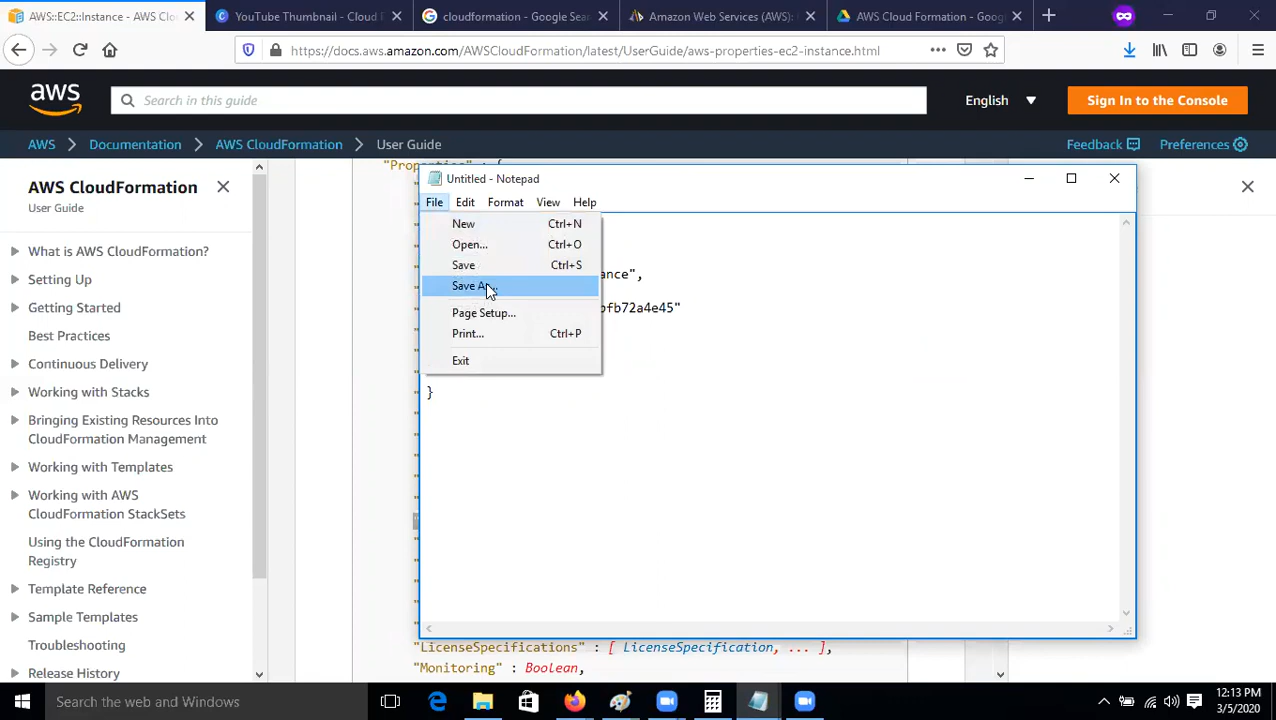 AWS::EC2::Instance - AWS Clo
YouTube Thumbnail - Cloud F
cloudformation - Google Sear
Amazon Web Services (AWS):
AWS Cloud Formation - Goog
https://docs.aws.amazon.com/AWSCloudFormation/latest/UserGuide/aws-properties-ec2-instance.html
aws
Search in this guide
English
Sign In to the Console
AWS
Documentation
AWS CloudFormation
User Guide
Feedback
Preferences
AWS CloudFormation
User Guide
What is AWS CloudFormation?
Setting Up
Getting Started
Best Practices
Continuous Delivery
Working with Stacks
Bringing Existing Resources Into
CloudFormation Management
Working with Templates
Working with AWS
CloudFormation StackSets
Using the CloudFormation
Registry
Template Reference
Sample Templates
Troubleshooting
Release History
"Properties" : {
Untitled - Notepad
File Edit Format View Help
New Ctrl+N
Open... Ctrl+O
Save Ctrl+S
Save As...
Page Setup...
Print... Ctrl+P
Exit
ance",
bfb72a4e45"
}
"LicenseSpecifications" : [ LicenseSpecification, ... ],
"Monitoring" : Boolean,
Search the web and Windows
12:13 PM
3/5/2020